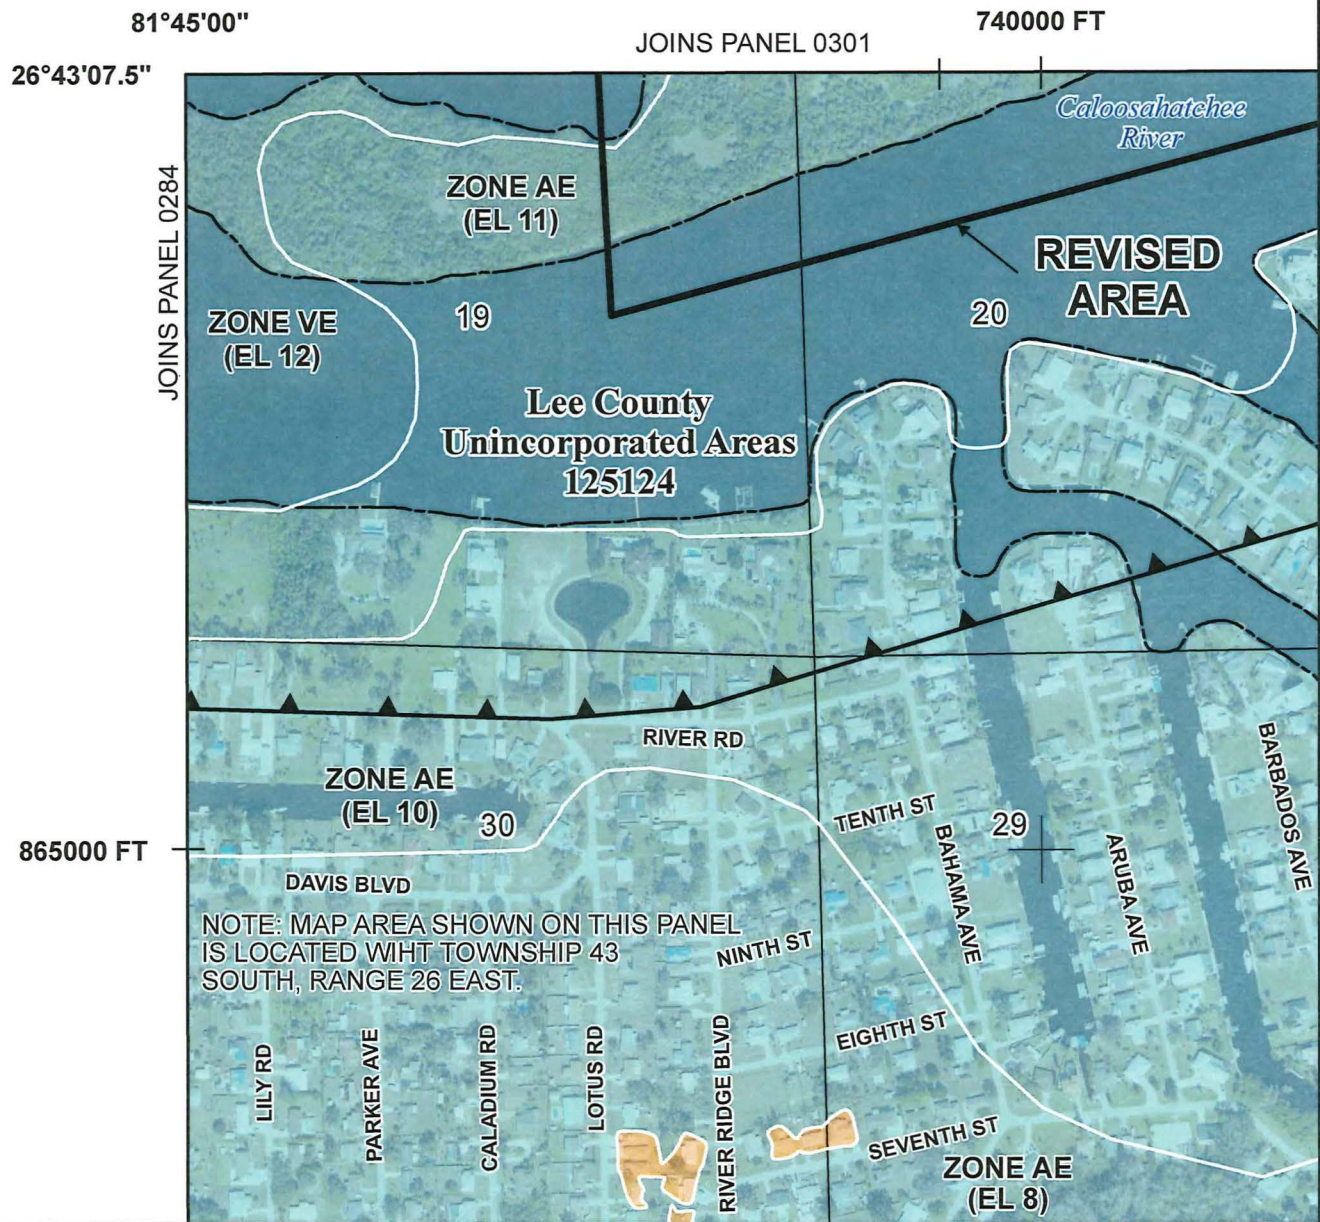 81°45'00"
740000 FT
JOINS PANEL 0301
26°43'07.5"
Caloosahatchee
River
JOINS PANEL 0284
ZONE AE
(EL 11)
REVISED
AREA
19
20
ZONE VE
(EL 12)
Lee County
Unincorporated Areas
125124
RIVER RD
BARBADOS AVE
ZONE AE
(EL 10)
30
TENTH ST
29
BAHAMA AVE
ARUBA AVE
865000 FT
DAVIS BLVD
NOTE: MAP AREA SHOWN ON THIS PANEL
IS LOCATED WIHT TOWNSHIP 43
SOUTH, RANGE 26 EAST.
NINTH ST
EIGHTH ST
LILY RD
PARKER AVE
CALADIUM RD
LOTUS RD
RIVER RIDGE BLVD
SEVENTH ST
ZONE AE
(EL 8)